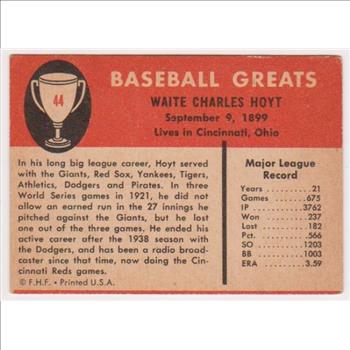 44
BASEBALL GREATS
WAITE CHARLES HOYT
September 9, 1899
Lives in Cincinnati, Ohio
In his long big league career, Hoyt served
with the Giants, Red Sox, Yankees, Tigers,
Athletics, Dodgers and Pirates. In three
World Series games in 1921, he did not
allow an earned run in the 27 innings he
pitched against the Giants, but he lost
one out of the three games. He ended his
active career after the 1938 season with
the Dodgers, and has been a radio broad-
caster since that time, now doing the Cin-
cinnati Reds games.
© F.H.F. • Printed U.S.A.
Major League
Record
Years ........ 21
Games ...... 675
IP ......... 3762
Won ........ 237
Lost ........ 182
Pct. ........ .566
SO ........ 1203
BB ........ 1003
ERA ....... 3.59